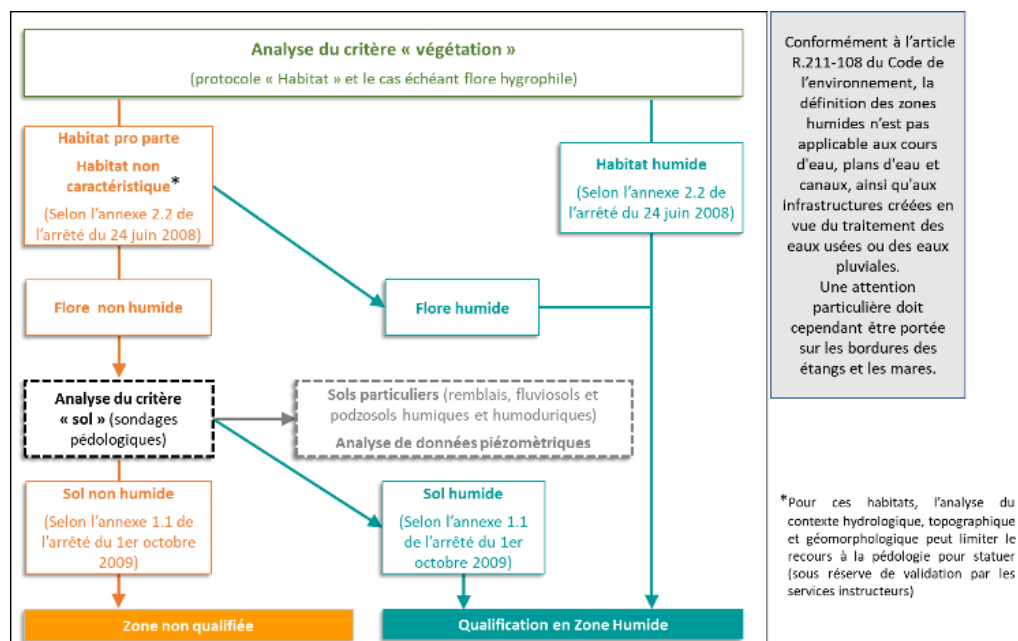 Analyse du critère « végétation »
(protocole « Habitat » et le cas échéant flore hygrophile)
Habitat pro parte
Habitat non
caractéristique*
(Selon l’annexe 2.2 de
l’arrêté du 24 juin 2008)
Habitat humide
(Selon l’annexe 2.2 de
l’arrêté du 24 juin 2008)
Flore non humide
Flore humide
Analyse du critère
« sol » (sondages
pédologiques)
Sols particuliers (remblais, fluviosols et
podzosols humiques et humoduriques)
Analyse de données piézomètriques
Sol non humide
(Selon l’annexe 1.1 de
l’arrêté du 1er octobre
2009)
Sol humide
(Selon l’annexe 1.1
de l’arrêté du 1er
octobre 2009)
Zone non qualifiée
Qualification en Zone Humide
Conformément à l’article
R.211-108 du Code de
l’environnement, la
définition des zones
humides n’est pas
applicable aux cours
d'eau, plans d'eau et
canaux, ainsi qu'aux
infrastructures créées en
vue du traitement des
eaux usées ou des eaux
pluviales.
Une attention
particulière doit
cependant être portée
sur les bordures des
étangs et les mares.
*Pour ces habitats, l’analyse du
contexte hydrologique, topographique
et géomorphologique peut limiter le
recours à la pédologie pour statuer
(sous réserve de validation par les
services instructeurs)